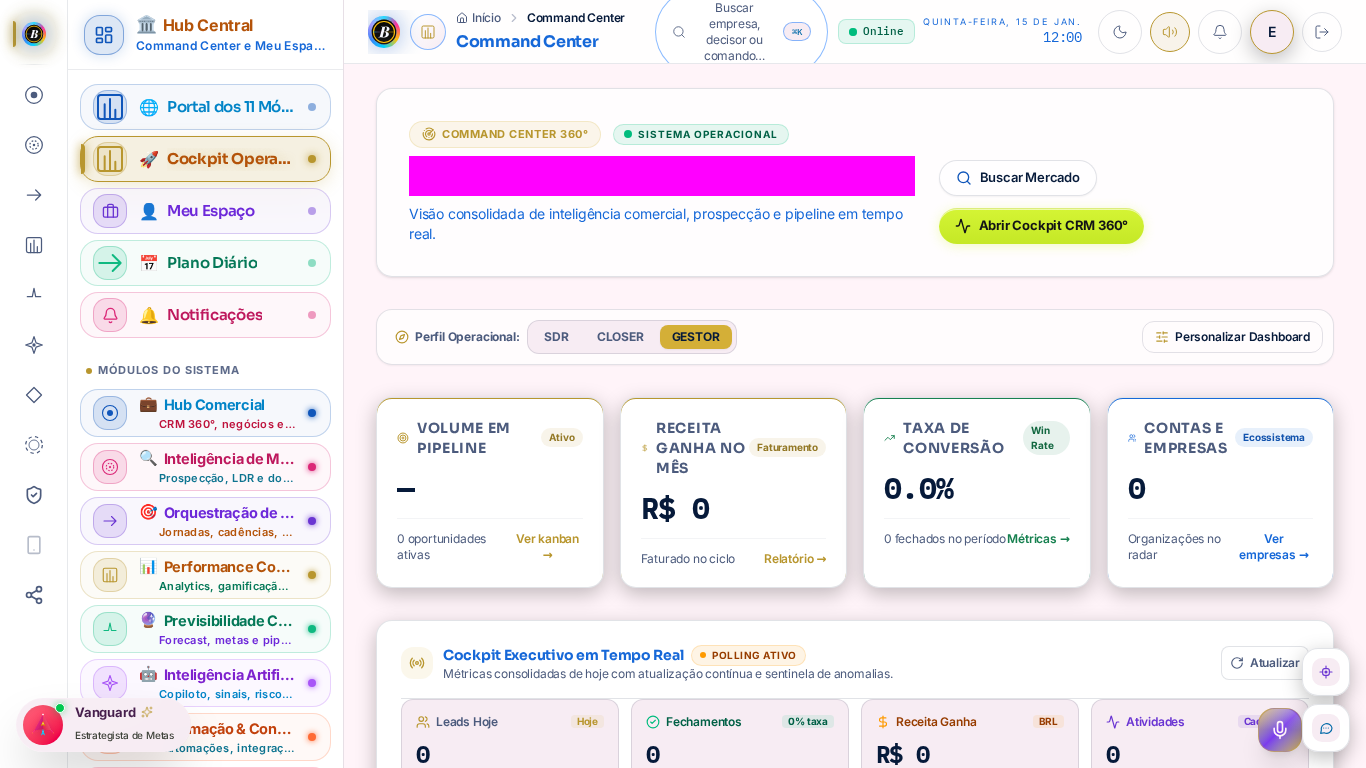 B
🏛️ Hub Central
Command Center e Meu Espa...
🌐 Portal dos 11 Mó...
🚀 Cockpit Opera...
👤 Meu Espaço
📅 Plano Diário
🔔 Notificações
MÓDULOS DO SISTEMA
💼 Hub Comercial
CRM 360°, negócios e...
🔍 Inteligência de M...
Prospecção, LDR e do...
🎯 Orquestração de ...
Jornadas, cadências, ...
📊 Performance Co...
Analytics, gamificaçã...
🔮 Previsibilidade C...
Forecast, metas e pip...
🤖 Inteligência Artifi...
Copiloto, sinais, risco...
mação & Con...
utomações, integraç...
Vanguard
Estrategista de Metas
B
Início
Command Center
Command Center
Buscar
empresa,
decisor ou
comando...
⌘K
Online
QUINTA-FEIRA, 15 DE JAN.
12:00
E
COMMAND CENTER 360°
SISTEMA OPERACIONAL
Visão consolidada de inteligência comercial, prospecção e pipeline em tempo
real.
Buscar Mercado
Abrir Cockpit CRM 360°
Perfil Operacional:
SDR
CLOSER
GESTOR
Personalizar Dashboard
VOLUME EM
PIPELINE
Ativo
—
0 oportunidades
ativas
Ver kanban
→
RECEITA
GANHA NO
MÊS
Faturamento
R$ 0
Faturado no ciclo
Relatório →
TAXA DE
CONVERSÃO
Win
Rate
0.0%
0 fechados no período
Métricas →
CONTAS E
EMPRESAS
Ecossistema
0
Organizações no
radar
Ver
empresas →
Cockpit Executivo em Tempo Real
POLLING ATIVO
Métricas consolidadas de hoje com atualização contínua e sentinela de anomalias.
Atualizar
Leads Hoje
Hoje
0
Fechamentos
0% taxa
0
Receita Ganha
BRL
R$ 0
Atividades
0